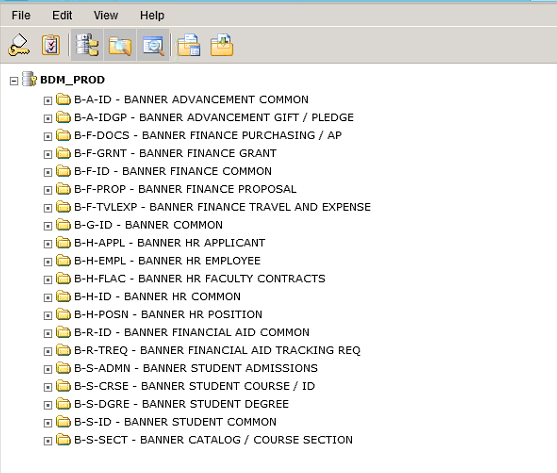 File Edit View Help
BDM_PROD
B-A-ID - BANNER ADVANCEMENT COMMON
B-A-IDGP - BANNER ADVANCEMENT GIFT / PLEDGE
B-F-DOCS - BANNER FINANCE PURCHASING / AP
B-F-GRNT - BANNER FINANCE GRANT
B-F-ID - BANNER FINANCE COMMON
B-F-PROP - BANNER FINANCE PROPOSAL
B-F-TVLEXP - BANNER FINANCE TRAVEL AND EXPENSE
B-G-ID - BANNER COMMON
B-H-APPL - BANNER HR APPLICANT
B-H-EMPL - BANNER HR EMPLOYEE
B-H-FLAC - BANNER HR FACULTY CONTRACTS
B-H-ID - BANNER HR COMMON
B-H-POSN - BANNER HR POSITION
B-R-ID - BANNER FINANCIAL AID COMMON
B-R-TREQ - BANNER FINANCIAL AID TRACKING REQ
B-S-ADMN - BANNER STUDENT ADMISSIONS
B-S-CRSE - BANNER STUDENT COURSE / ID
B-S-DGRE - BANNER STUDENT DEGREE
B-S-ID - BANNER STUDENT COMMON
B-S-SECT - BANNER CATALOG / COURSE SECTION